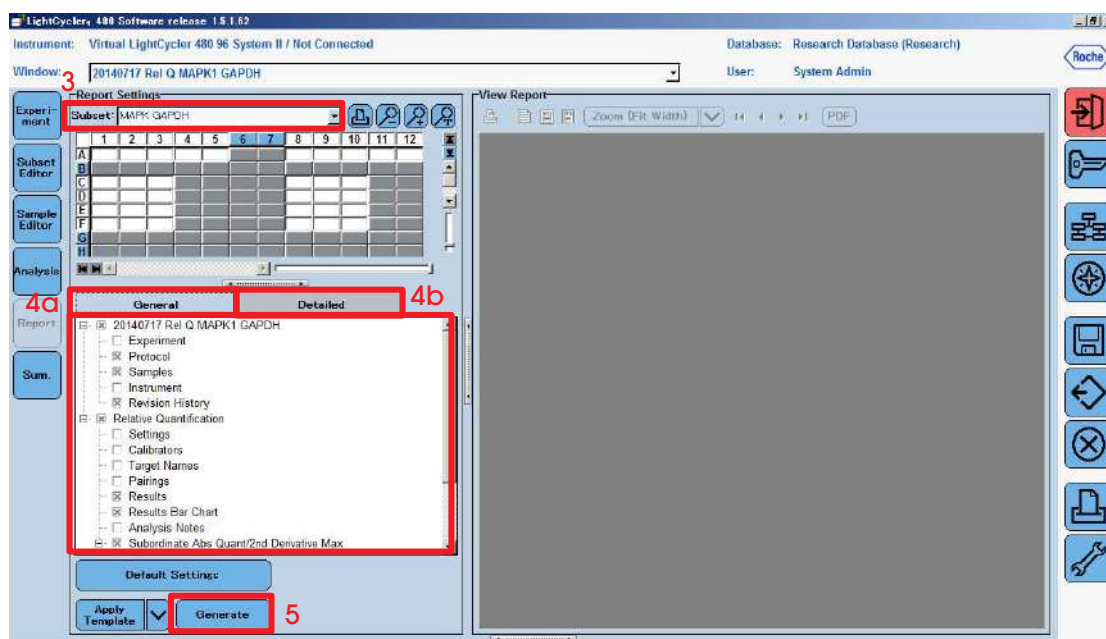 LightCycler® 480 Software release 1.5.1.62
Instrument: Virtual LightCycler 480 96 System II / Not Connected
Database: Research Database (Research)
Window: 20140717 Rel Q MAPK1 GAPDH
User: System Admin
Roche
3
Report Settings
View Report
Experi-
ment
Subset: MAPK GAPDH
Zoom (Fit Width)
PDF
1 2 3 4 5 6 7 8 9 10 11 12
A
B
C
D
E
F
G
H
Subset
Editor
Sample
Editor
Analysis
Report
Sum.
4a
General
Detailed
4b
20140717 Rel Q MAPK1 GAPDH
Experiment
Protocol
Samples
Instrument
Revision History
Relative Quantification
Settings
Calibrators
Target Names
Pairings
Results
Results Bar Chart
Analysis Notes
Subordinate Abs Quant/2nd Derivative Max
Default Settings
Apply
Template
Generate
5